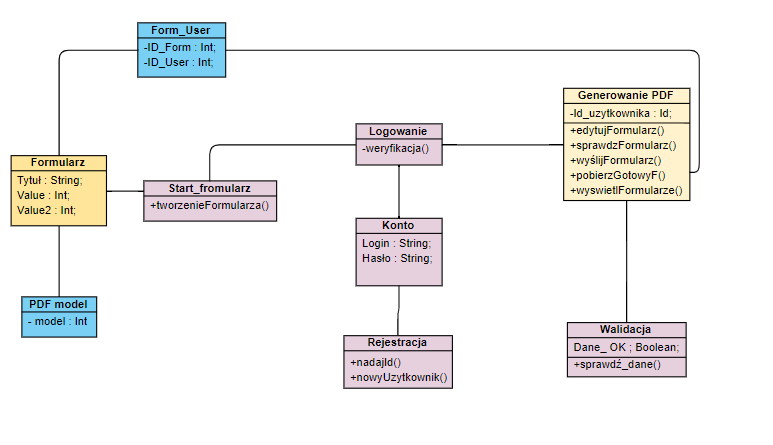 Form_User
-ID_Form : Int;
-ID_User : Int;
Generowanie PDF
-Id_uzytkownika : Id;
+edytujFormularz()
+sprawdzFormularz()
+wyślijFormularz()
+pobierzGotowyF()
+wyswietlFormularze()
Logowanie
-weryfikacja()
Formularz
Tytuł : String;
Value : Int;
Value2 : Int;
Start_fromularz
+tworzenieFormularza()
Konto
Login : String;
Hasło : String;
PDF model
- model : Int
Rejestracja
+nadajId()
+nowyUzytkownik()
Walidacja
Dane_ OK ; Boolean;
+sprawdź_dane()